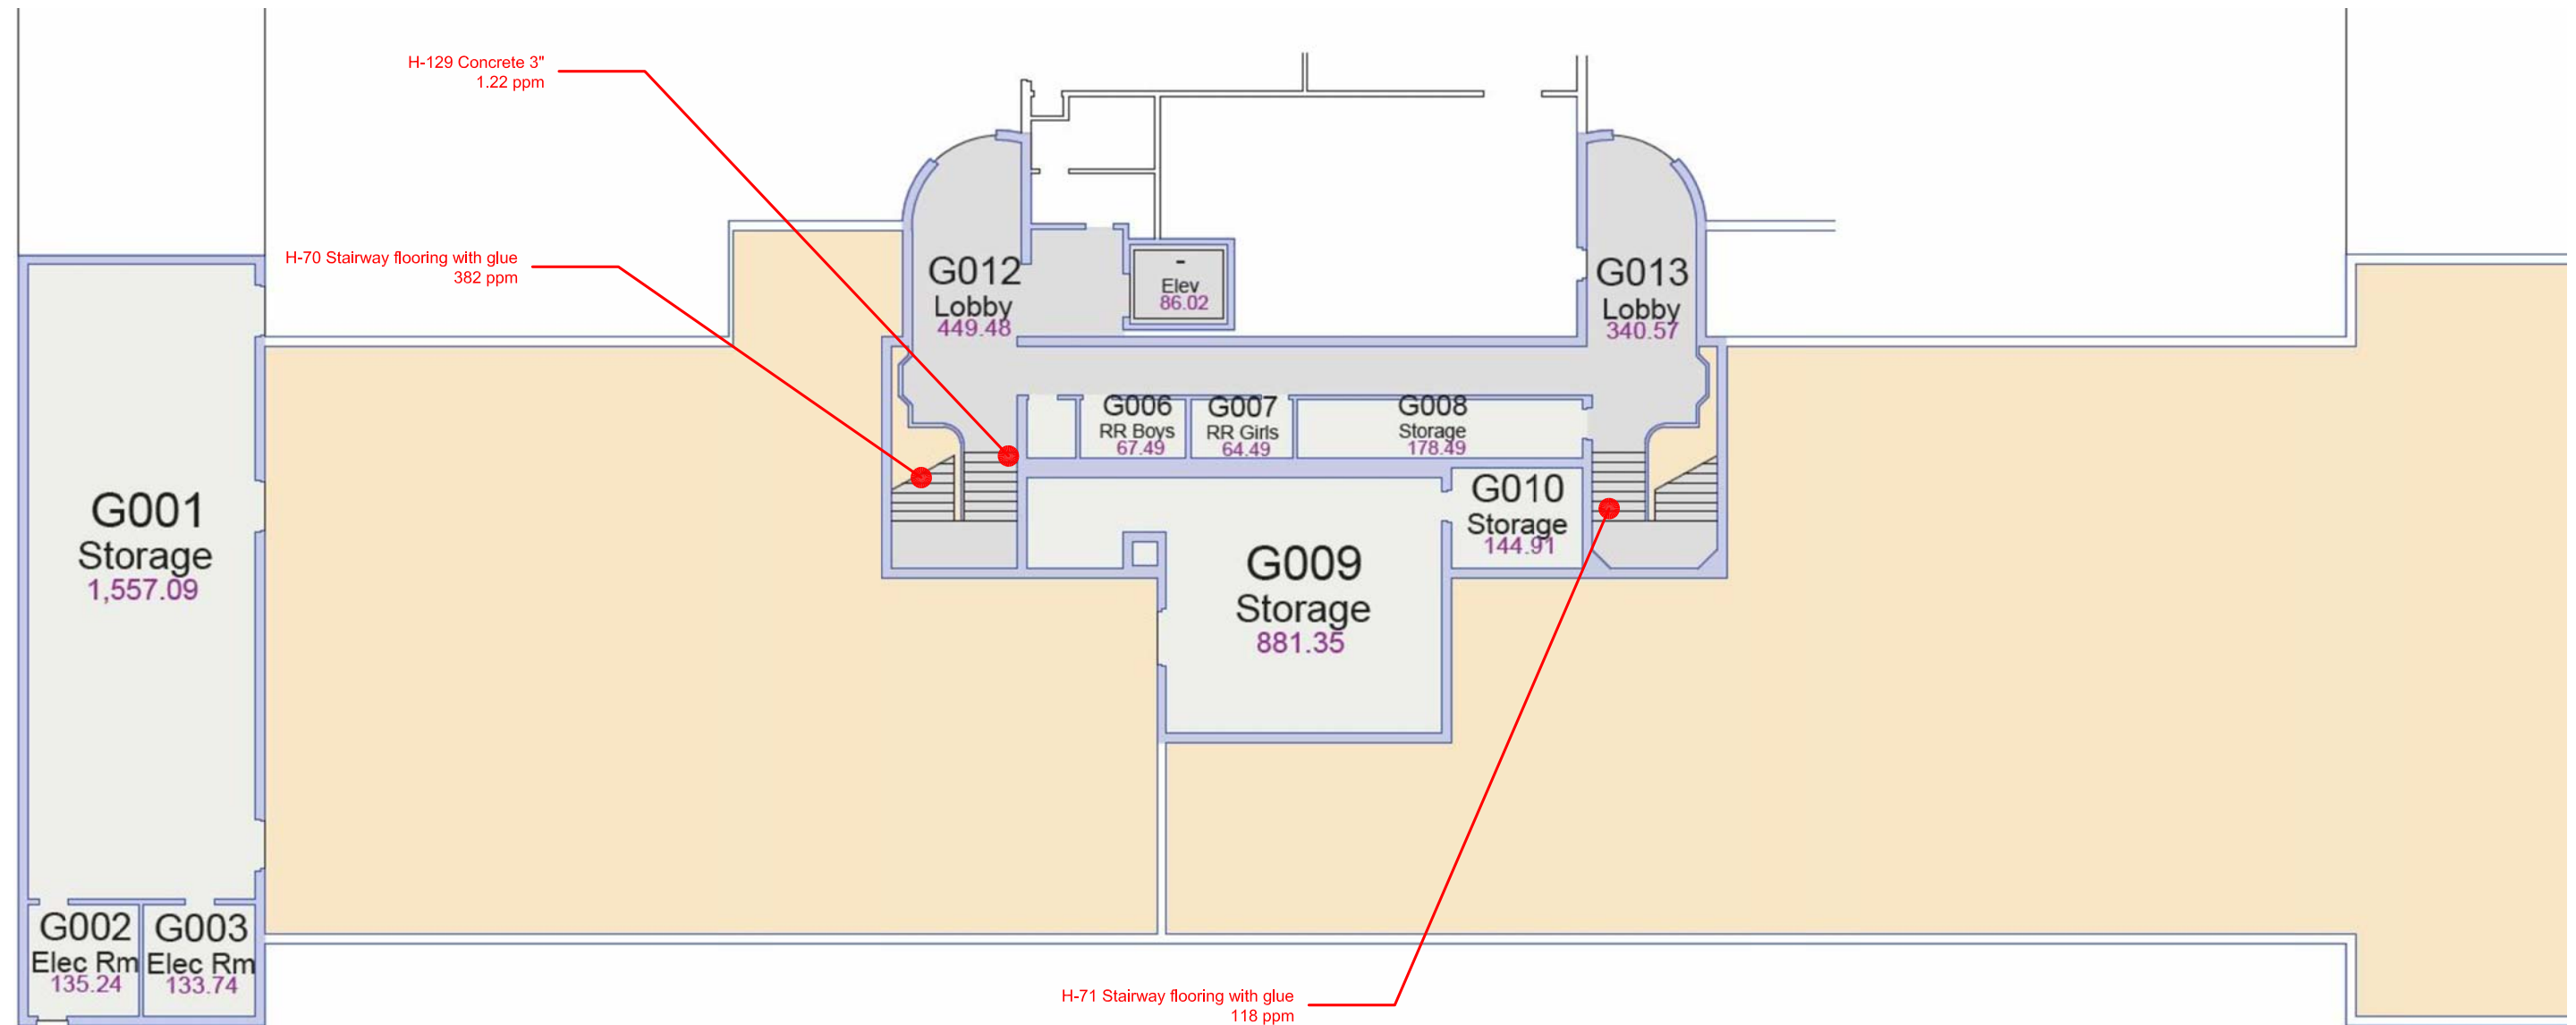 H-129 Concrete 3"
1.22 ppm
H-70 Stairway flooring with glue
382 ppm
G012
Lobby
449.48
-
Elev
86.02
G013
Lobby
340.57
G006
RR Boys
67.49
G007
RR Girls
64.49
G008
Storage
178.49
G001
Storage
1,557.09
G010
Storage
144.91
G009
Storage
881.35
G002
Elec Rm
135.24
G003
Elec Rm
133.74
H-71 Stairway flooring with glue
118 ppm